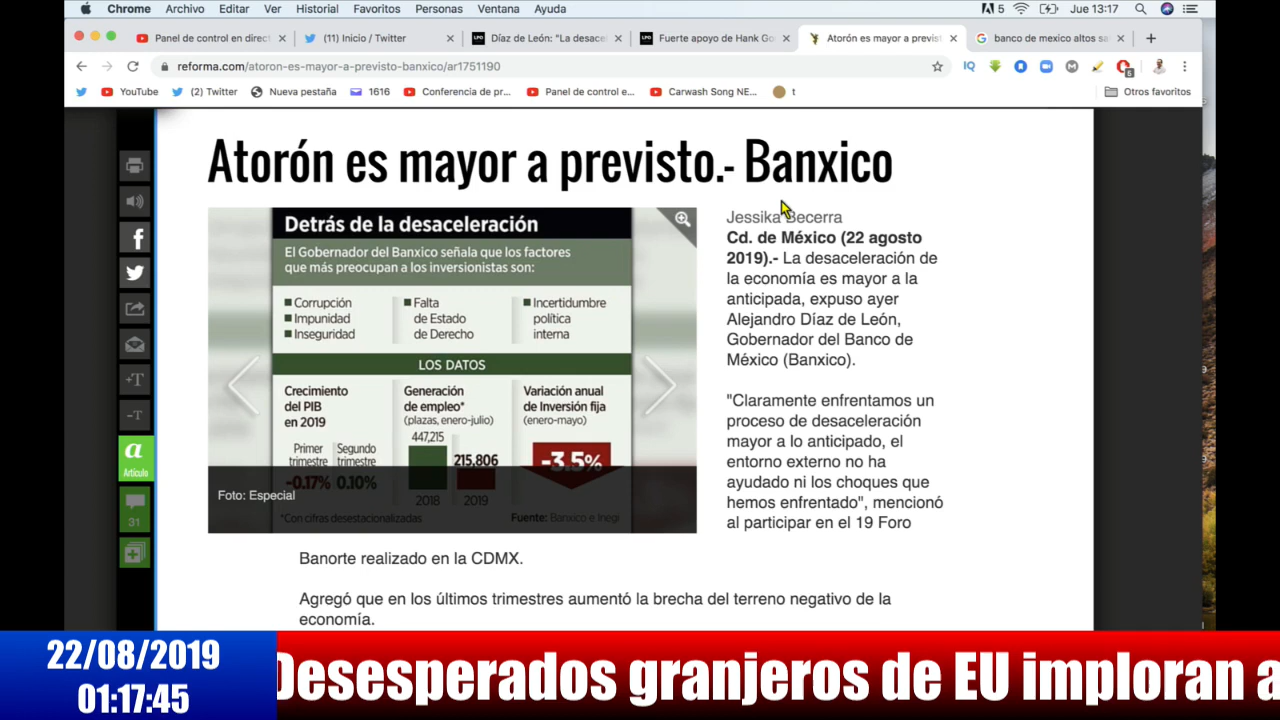 Chrome Archivo Editar Ver Historial Favoritos Personas Ventana Ayuda 5 Jue 13:17
Panel de control en direct
(11) Inicio / Twitter
LPO Díaz de León: "La desacel
LPO Fuerte apoyo de Hank Go
Atorón es mayor a previst
banco de mexico altos sa
reforma.com/atoron-es-mayor-a-previsto-banxico/ar1751190
IQ
6
YouTube (2) Twitter Nueva pestaña 1616 Conferencia de pr... Panel de control e... Carwash Song NE... t Otros favoritos
Atorón es mayor a previsto.- Banxico
+T
-T
a
Artículo
31
Detrás de la desaceleración
El Gobernador del Banxico señala que los factores
que más preocupan a los inversionistas son:
Corrupción
Impunidad
Inseguridad
Falta
de Estado
de Derecho
Incertidumbre
política
interna
LOS DATOS
Crecimiento
del PIB
en 2019
Primer
trimestre
-0.17%
Segundo
trimestre
0.10%
Generación
de empleo*
(plazas, enero-julio)
447,215
215,806
2018 2019
Variación anual
de Inversión fija
(enero-mayo)
-3.5%
Foto: Especial
*Con cifras desestacionalizadas
Fuente: Banxico e Inegi
Jessika Becerra
Cd. de México (22 agosto
2019).- La desaceleración de
la economía es mayor a la
anticipada, expuso ayer
Alejandro Díaz de León,
Gobernador del Banco de
México (Banxico).
"Claramente enfrentamos un
proceso de desaceleración
mayor a lo anticipado, el
entorno externo no ha
ayudado ni los choques que
hemos enfrentado", mencionó
al participar en el 19 Foro
Banorte realizado en la CDMX.
Agregó que en los últimos trimestres aumentó la brecha del terreno negativo de la
economía.
22/08/2019
01:17:45
Desesperados granjeros de EU imploran a